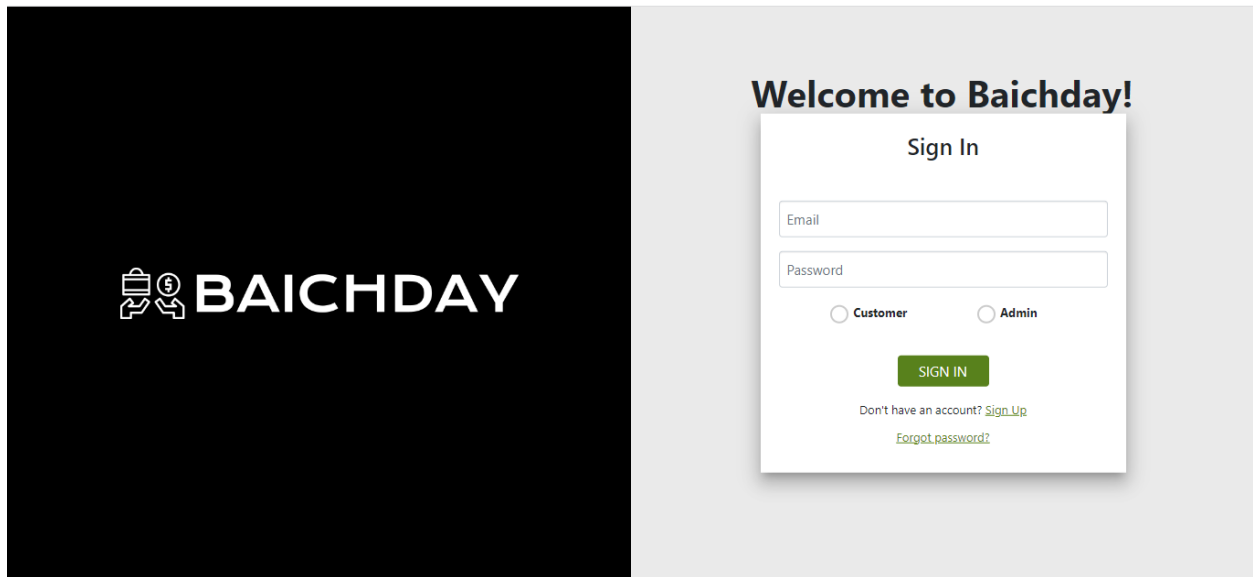 BAICHDAY
Welcome to Baichday!
Sign In
Email
Password
Customer Admin
SIGN IN
Don't have an account? Sign Up
Forgot password?